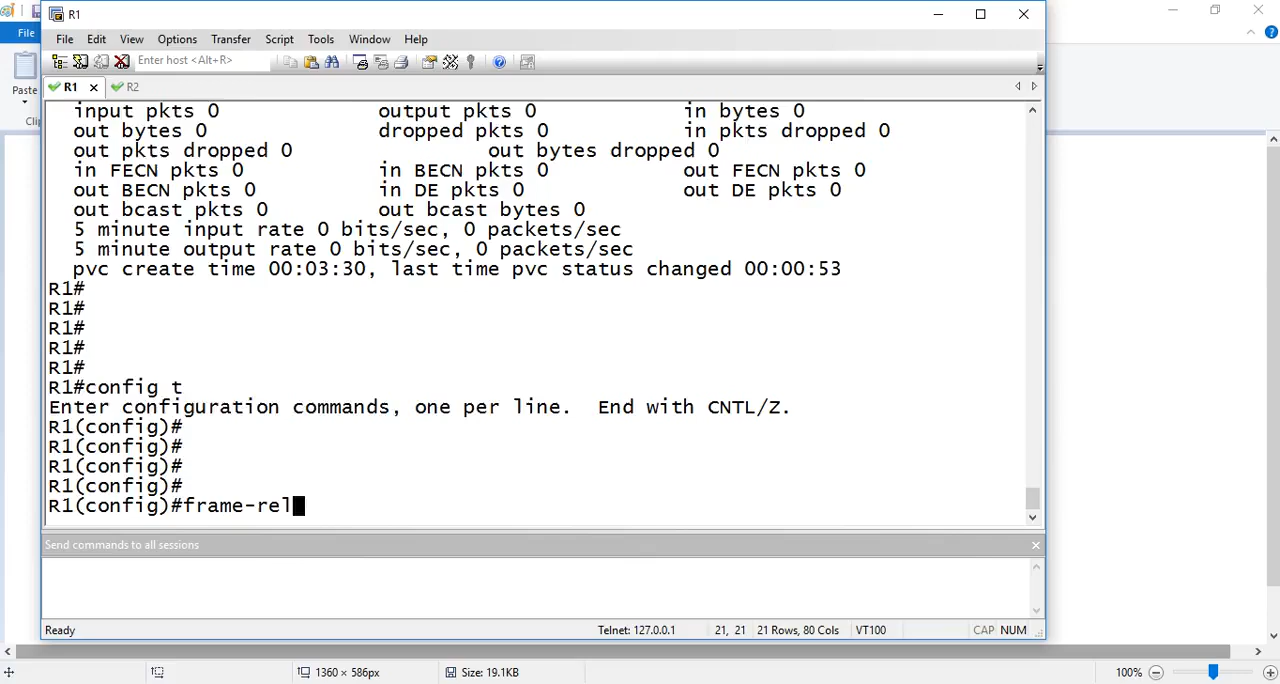 R1
File
File Edit View Options Transfer Script Tools Window Help
Enter host <Alt+R>
Paste
R1 R2
input pkts 0 output pkts 0 in bytes 0
out bytes 0 dropped pkts 0 in pkts dropped 0
out pkts dropped 0 out bytes dropped 0
in FECN pkts 0 in BECN pkts 0 out FECN pkts 0
out BECN pkts 0 in DE pkts 0 out DE pkts 0
out bcast pkts 0 out bcast bytes 0
5 minute input rate 0 bits/sec, 0 packets/sec
5 minute output rate 0 bits/sec, 0 packets/sec
pvc create time 00:03:30, last time pvc status changed 00:00:53
R1#
R1#
R1#
R1#
R1#
R1#config t
Enter configuration commands, one per line. End with CNTL/Z.
R1(config)#
R1(config)#
R1(config)#
R1(config)#
R1(config)#frame-rel
Send commands to all sessions
Ready Telnet: 127.0.0.1 21, 21 21 Rows, 80 Cols VT100 CAP NUM
1360 × 586px Size: 19.1KB 100%